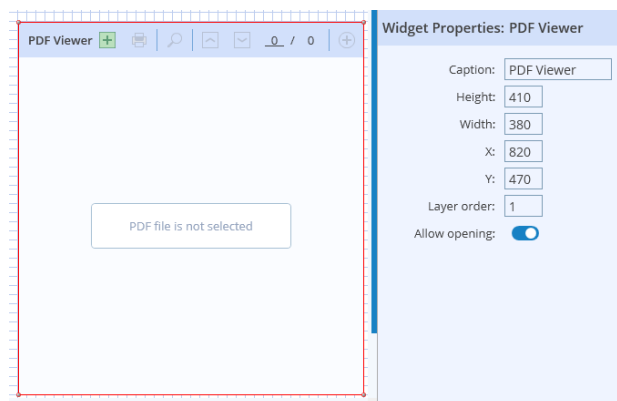 PDF Viewer 0 / 0
PDF file is not selected
Widget Properties: PDF Viewer
Caption: PDF Viewer
Height: 410
Width: 380
X: 820
Y: 470
Layer order: 1
Allow opening: